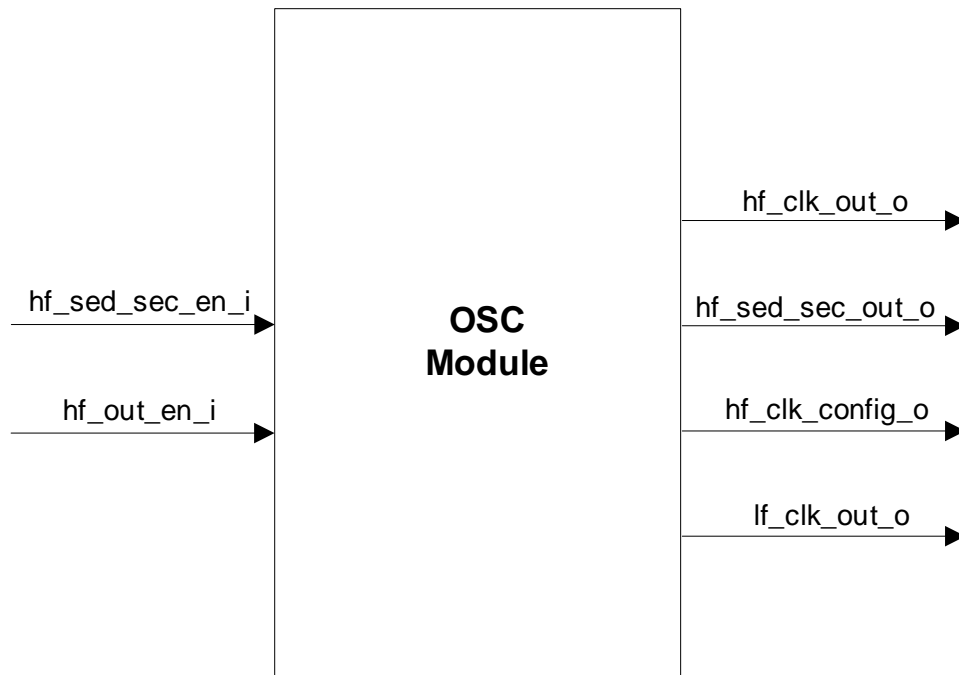 hf_clk_out_o
hf_sed_sec_en_i
hf_sed_sec_out_o
OSC
Module
hf_out_en_i
hf_clk_config_o
lf_clk_out_o